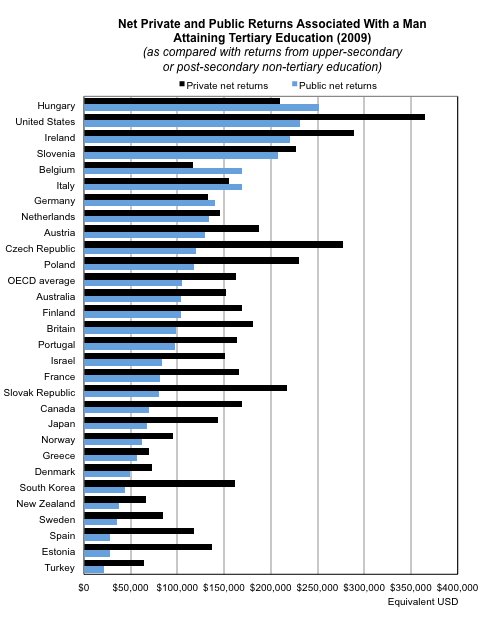 Net Private and Public Returns Associated With a Man
Attaining Tertiary Education (2009)
(as compared with returns from upper-secondary
or post-secondary non-tertiary education)
Private net returns Public net returns
Hungary
United States
Ireland
Slovenia
Belgium
Italy
Germany
Netherlands
Austria
Czech Republic
Poland
OECD average
Australia
Finland
Britain
Portugal
Israel
France
Slovak Republic
Canada
Japan
Norway
Greece
Denmark
South Korea
New Zealand
Sweden
Spain
Estonia
Turkey
$0 $50,000 $100,000 $150,000 $200,000 $250,000 $300,000 $350,000 $400,000
Equivalent USD